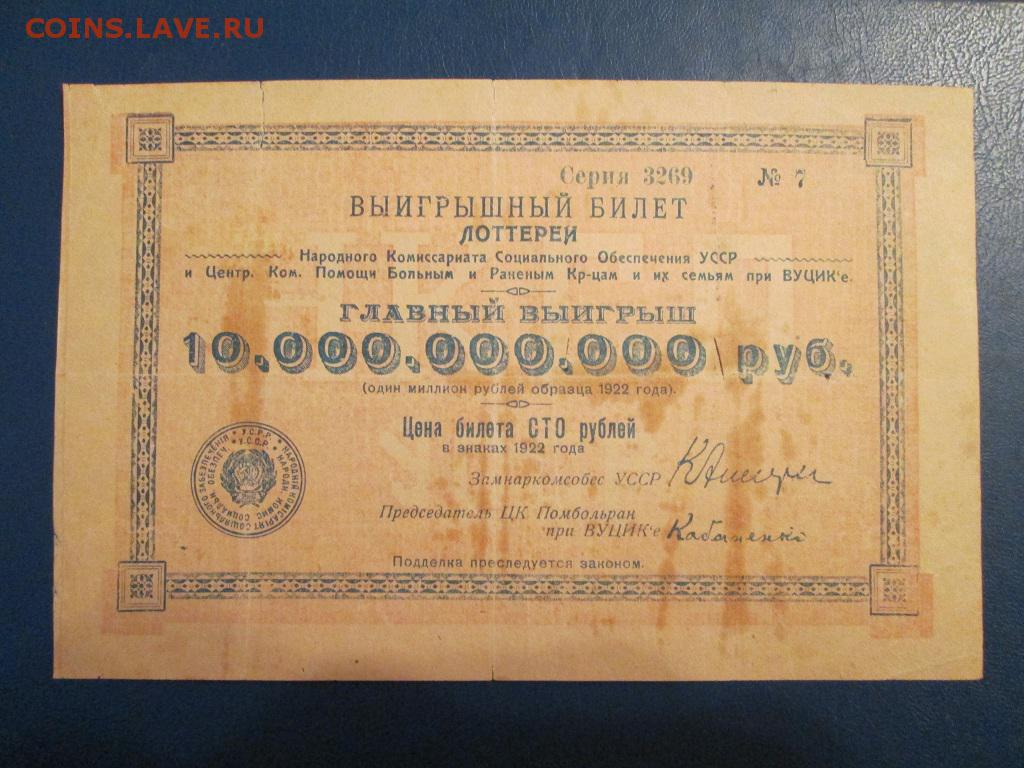 COINS.LAVE.RU
Серия 3269 № 7
ВЫИГРЫШНЫЙ БИЛЕТ
ЛОТТЕРЕИ
Народного Комиссариата Социального Обеспечения УССР
и Центр. Ком. Помощи Больным и Раненым Кр-цам и их семьям при ВУЦИК'е.
ГЛАВНЫЙ ВЫИГРЫШ
10.000.000.000 руб.
(один миллион рублей образца 1922 года).
Цена билета СТО рублей
в знаках 1922 года
Замнаркомсобес УССР
Председатель ЦК Помбольран
при ВУЦИК'е
Подделка преследуется законом.